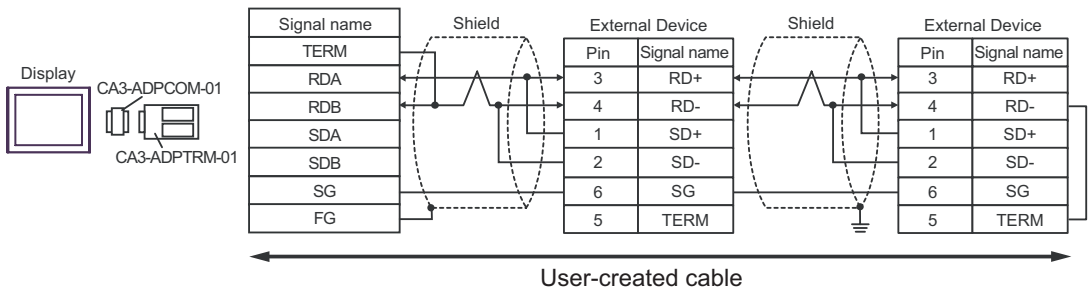 Display
CA3-ADPCOM-01
CA3-ADPTRM-01
Signal name
TERM
RDA
RDB
SDA
SDB
SG
FG
Shield
External Device
Pin Signal name
3 RD+
4 RD-
1 SD+
2 SD-
6 SG
5 TERM
Shield
External Device
Pin Signal name
3 RD+
4 RD-
1 SD+
2 SD-
6 SG
5 TERM
User-created cable